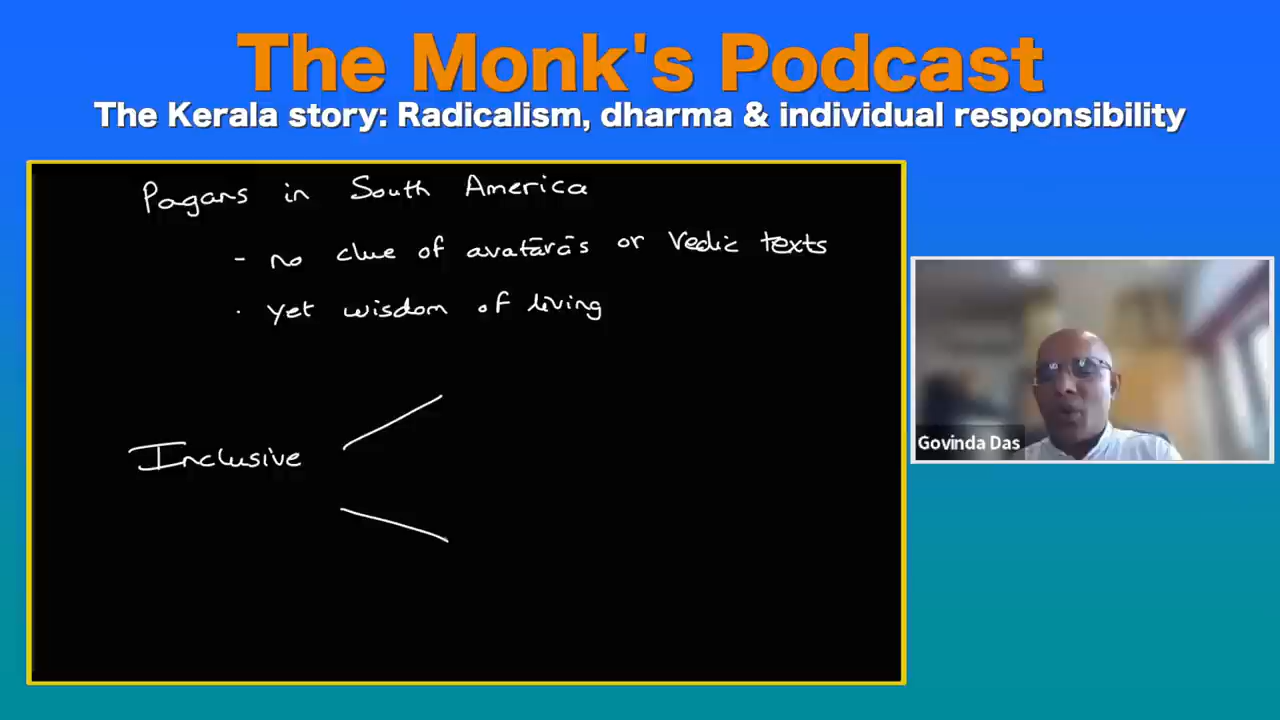 The Monk's Podcast
The Kerala story: Radicalism, dharma & individual responsibility
Pagans in South America
- no clue of avatārās or Vedic texts
· yet wisdom of living
Inclusive
Govinda Das